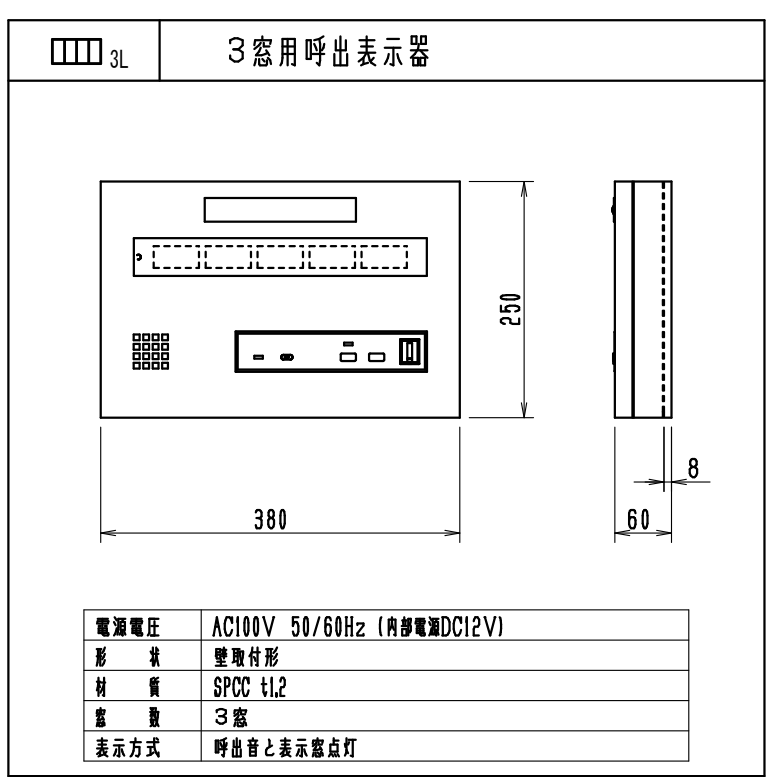 3L 3窓用呼出表示器
250
8
380
60
電源電圧 AC100V 50/60Hz (内部電源DC12V)
形 状 壁取付形
材 質 SPCC t1.2
窓 数 3窓
表示方式 呼出音と表示窓点灯